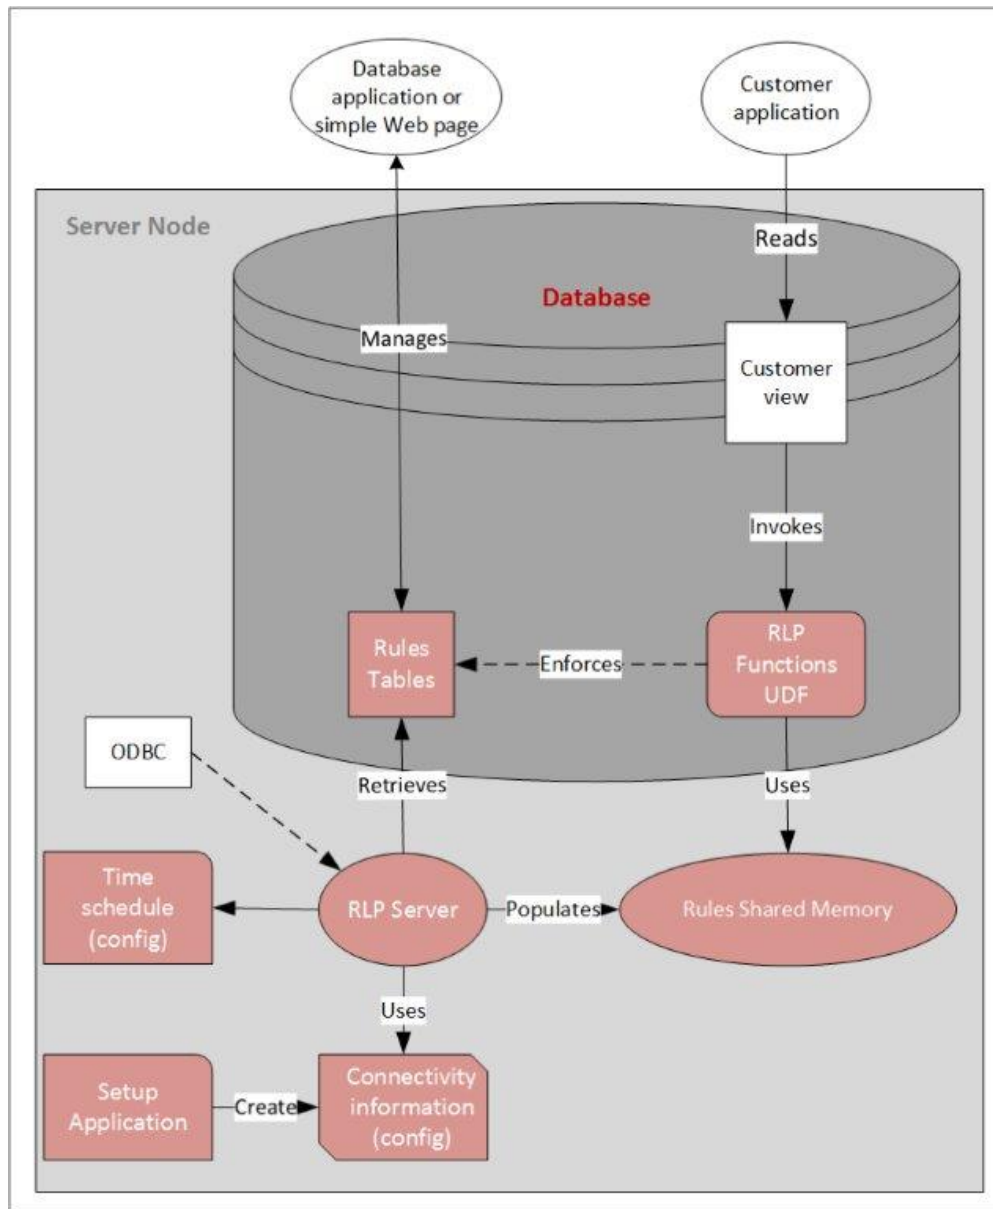 Database
application or
simple Web page
Customer
application
Server Node
Reads
Database
Manages
Customer
view
Invokes
Rules
Tables
Enforces
RLP
Functions
UDF
ODBC
Retrieves
Uses
Time
schedule
(config)
RLP Server
Populates
Rules Shared Memory
Uses
Setup
Application
Create
Connectivity
information
(config)